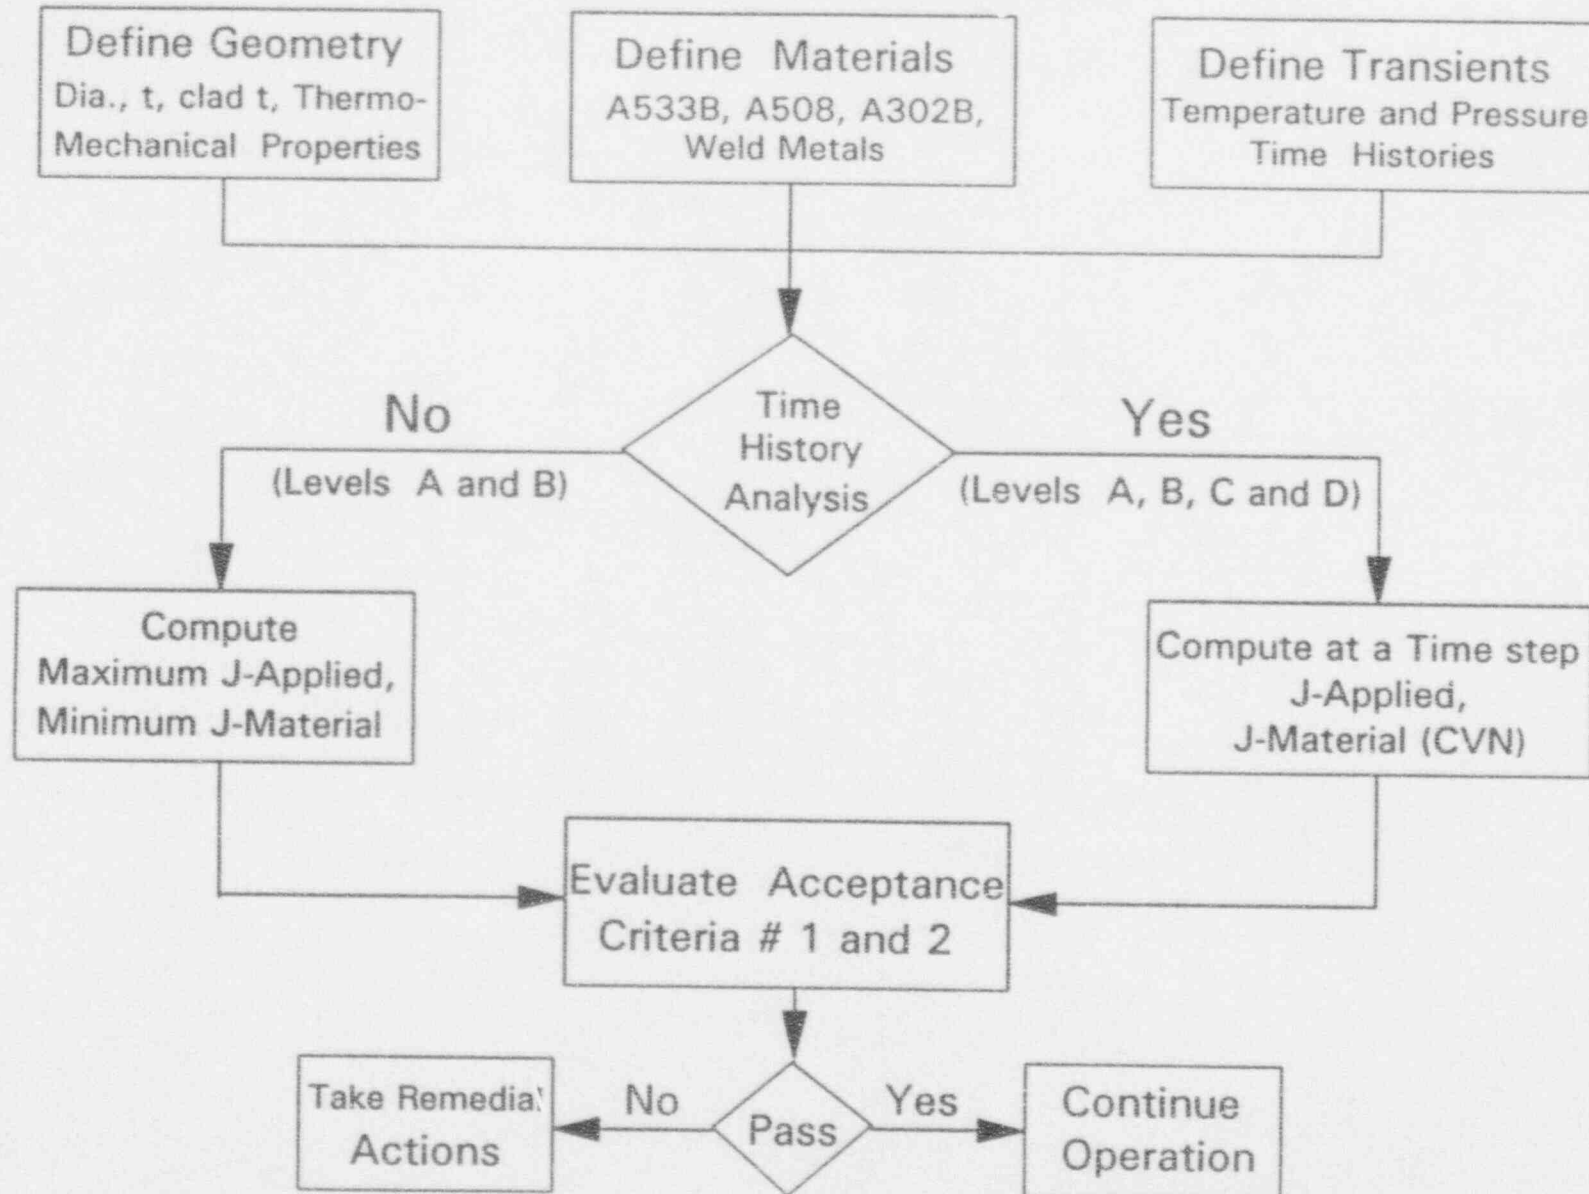 Define Geometry
Dia., t, clad t, Thermo-
Mechanical Properties
Define Materials
A533B, A508, A302B,
Weld Metals
Define Transients
Temperature and Pressure
Time Histories
Time
History
Analysis
No
(Levels A and B)
Yes
(Levels A, B, C and D)
Compute
Maximum J-Applied,
Minimum J-Material
Compute at a Time step
J-Applied,
J-Material (CVN)
Evaluate Acceptance
Criteria # 1 and 2
Take Remedial
Actions
No
Pass
Yes
Continue
Operation